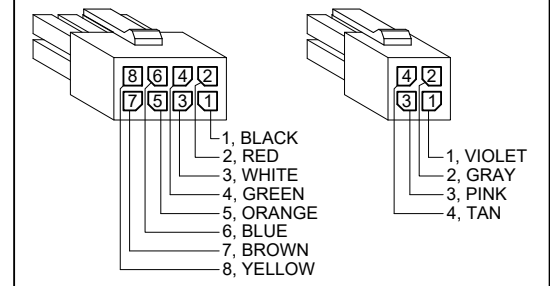 8 6 4 2
7 5 3 1
1, BLACK
2, RED
3, WHITE
4, GREEN
5, ORANGE
6, BLUE
7, BROWN
8, YELLOW
4 2
3 1
1, VIOLET
2, GRAY
3, PINK
4, TAN